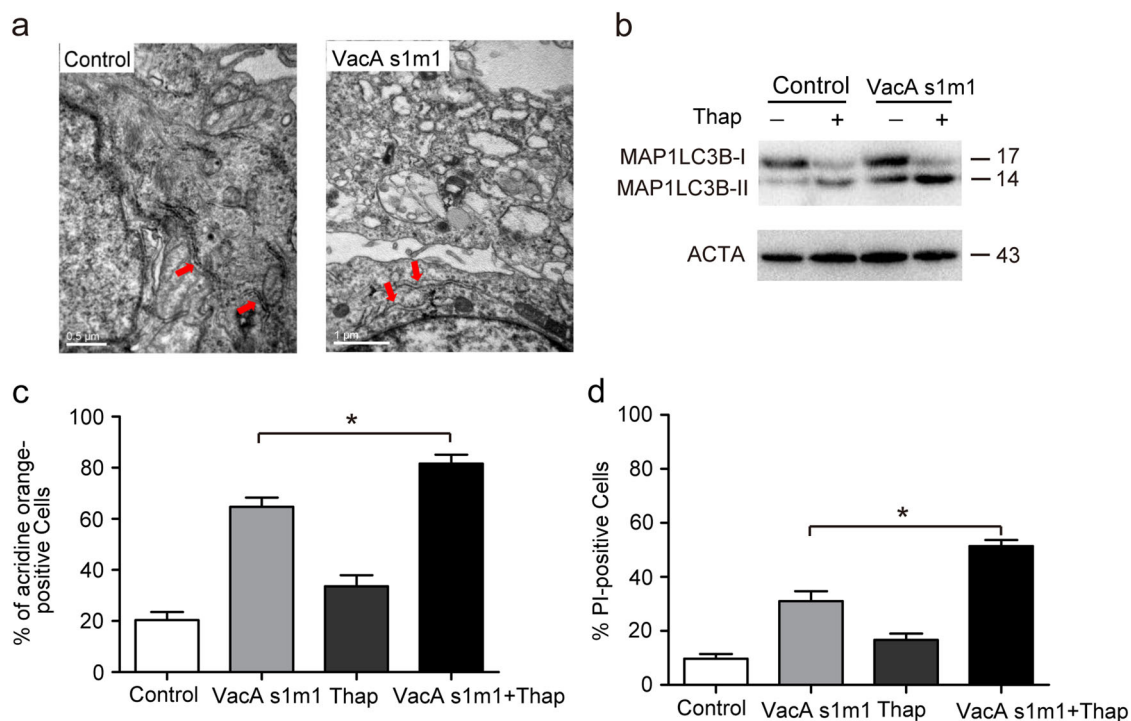 a
Control
0.5 µm
VacA s1m1
1 µm
b
Control VacA s1m1
Thap – + – +
MAP1LC3B-I 17
MAP1LC3B-II 14
ACTA 43
c
% of acridine orange-
positive Cells
100
80
60
40
20
0
*
Control VacA s1m1 Thap VacA s1m1+Thap
d
% PI-positive Cells
100
80
60
40
20
0
*
Control VacA s1m1 Thap VacA s1m1+Thap